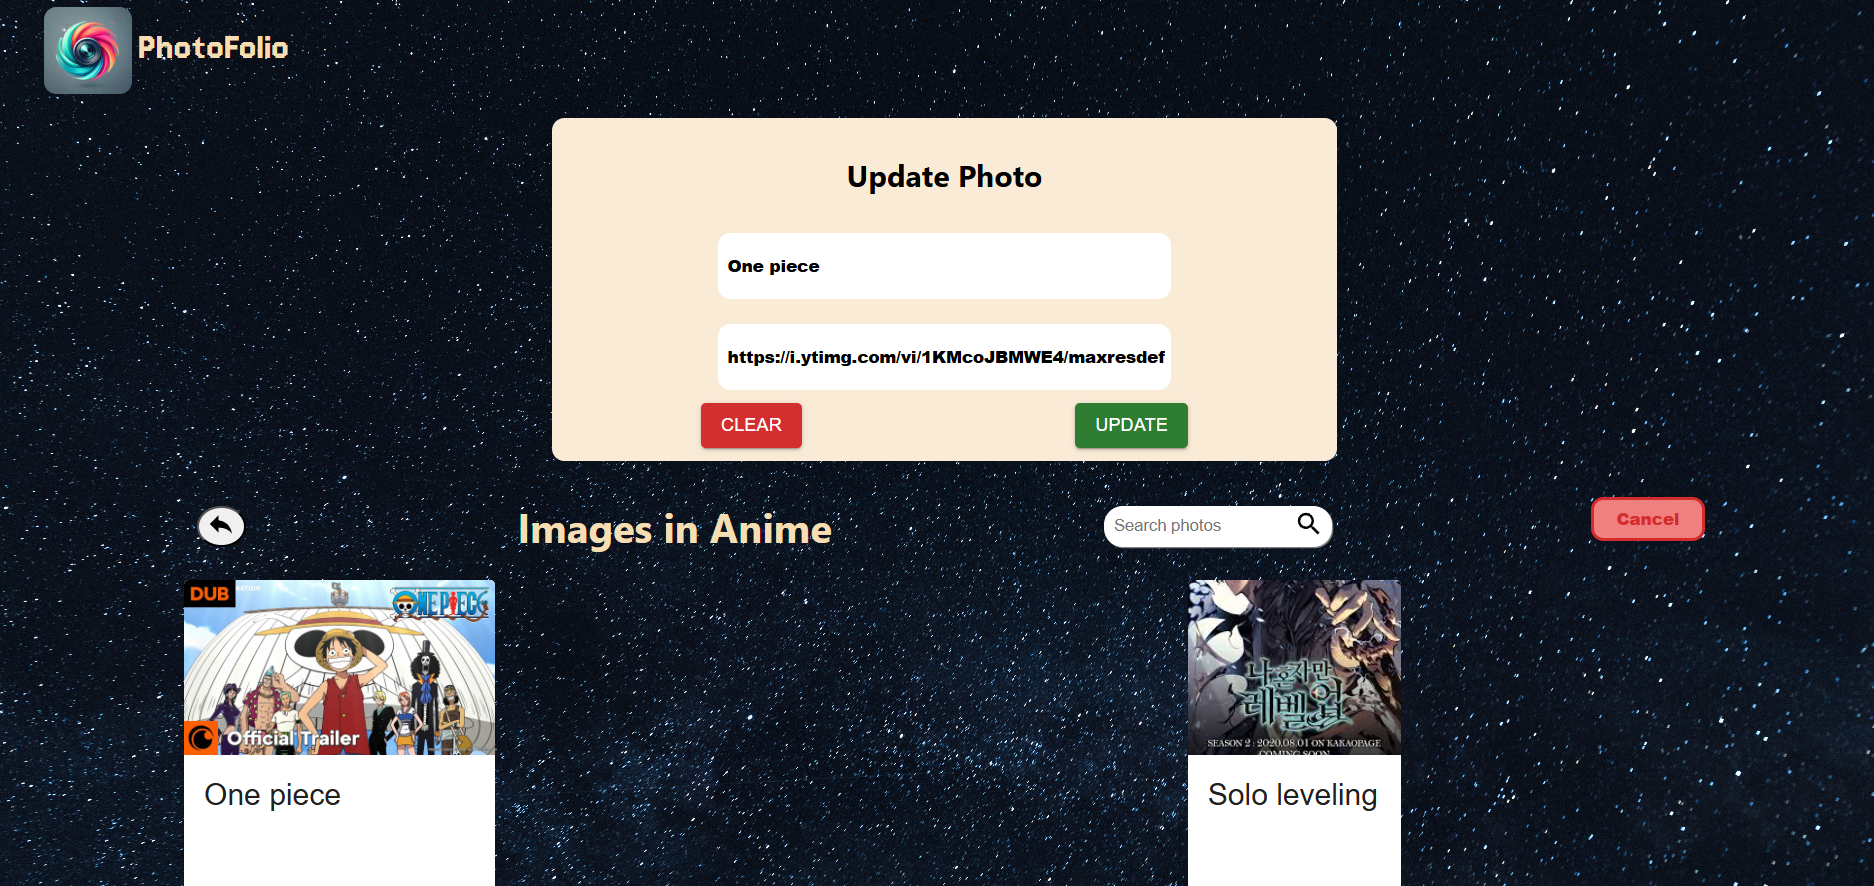 PhotoFolio
Update Photo
One piece
https://i.ytimg.com/vi/1KMcoJBMWE4/maxresdef
CLEAR
UPDATE
Images in Anime
Search photos
Cancel
DUB
ONE PIECE
Official Trailer
One piece
나 혼자만
레벨업
SEASON 2 : 2020.08.01 ON KAKAOPAGE
COMING SOON
Solo leveling